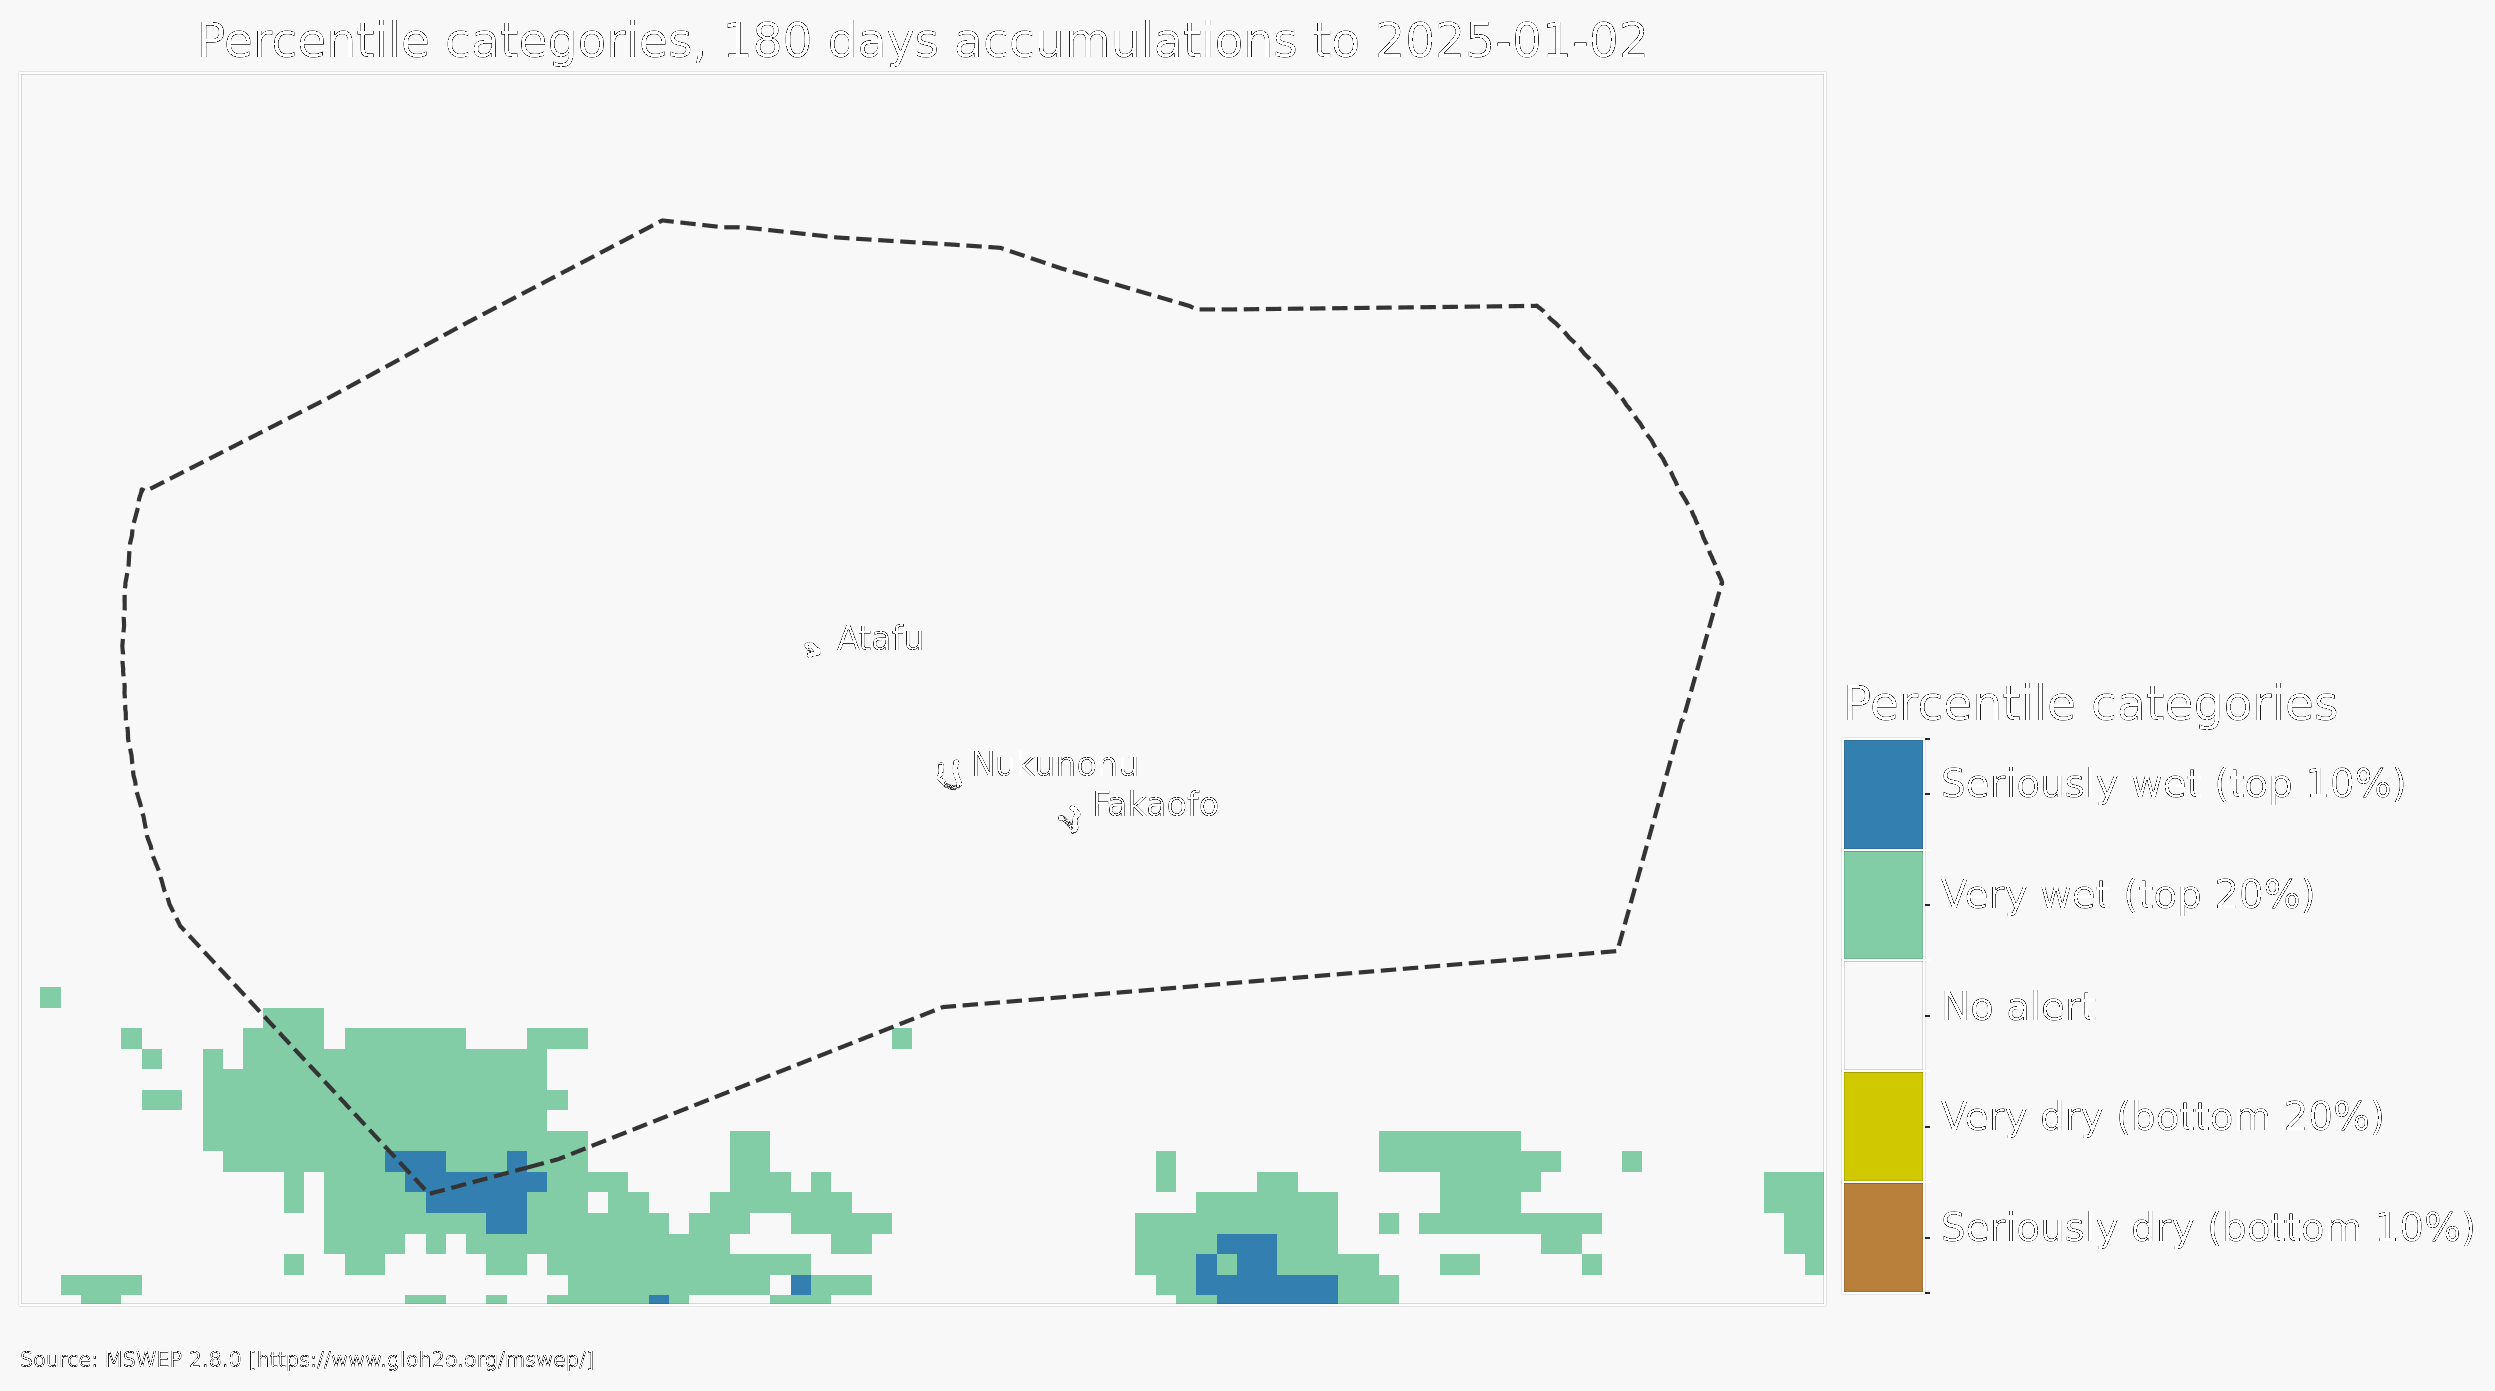 Percentile categories, 180 days accumulations to 2025-01-02
Atafu
Nukunonu
Fakaofo
Percentile categories
Seriously wet (top 10%)
Very wet (top 20%)
No alert
Very dry (bottom 20%)
Seriously dry (bottom 10%)
Source: MSWEP 2.8.0 [https://www.gloh2o.org/mswep/]